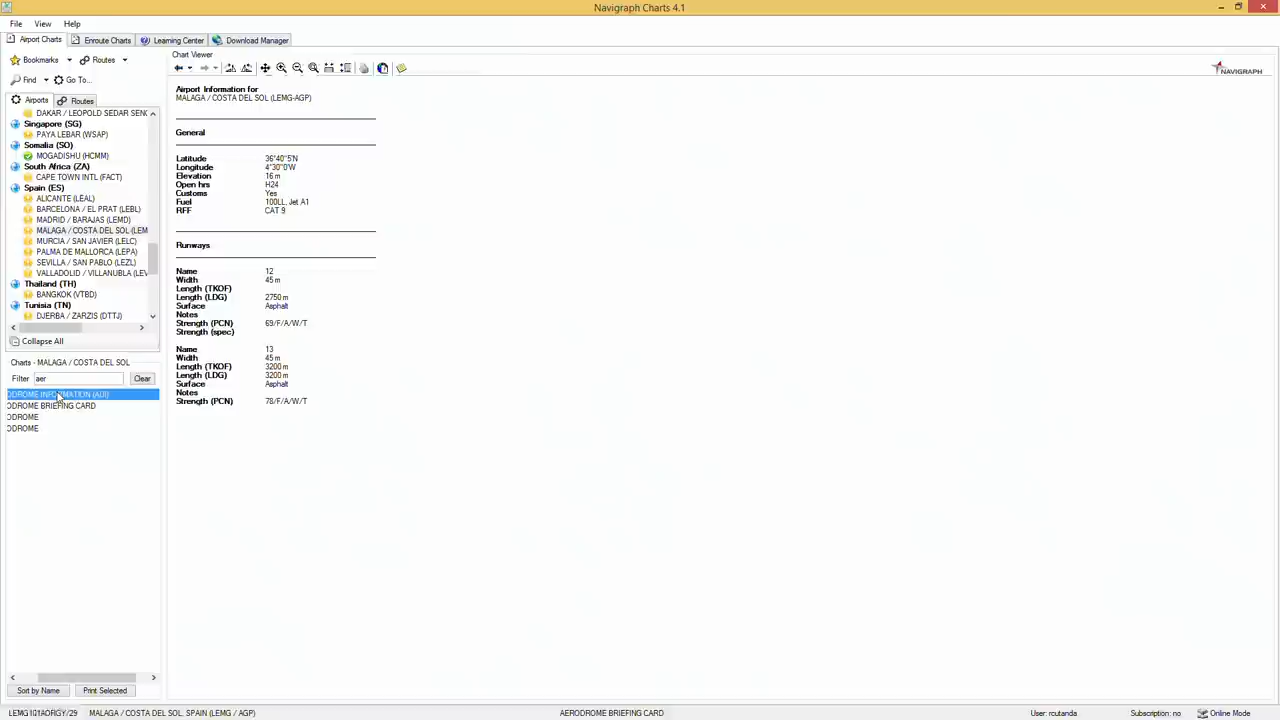 Navigraph Charts 4.1
File View Help
Airport Charts Enroute Charts Learning Center Download Manager
Bookmarks Routes
Find Go To...
Airports Routes
DAKAR / LEOPOLD SEDAR SENG
Singapore (SG)
PAYA LEBAR (WSAP)
Somalia (SO)
MOGADISHU (HCMM)
South Africa (ZA)
CAPE TOWN INTL (FACT)
Spain (ES)
ALICANTE (LEAL)
BARCELONA / EL PRAT (LEBL)
MADRID / BARAJAS (LEMD)
MALAGA / COSTA DEL SOL (LEM
MURCIA / SAN JAVIER (LELC)
PALMA DE MALLORCA (LEPA)
SEVILLA / SAN PABLO (LEZL)
VALLADOLID / VILLANUBLA (LEV
Thailand (TH)
BANGKOK (VTBD)
Tunisia (TN)
DJERBA / ZARZIS (DTTJ)
Collapse All
Charts - MALAGA / COSTA DEL SOL
Filter aer Clear
ODROME INFORMATION (AOI)
ODROME BRIEFING CARD
ODROME
ODROME
Sort by Name Print Selected
Chart Viewer
NAVIGRAPH
Airport Information for
MALAGA / COSTA DEL SOL (LEMG-AGP)
General
Latitude 36°40''5'N
Longitude 4°30''0'W
Elevation 16 m
Open hrs H24
Customs Yes
Fuel 100LL, Jet A1
RFF CAT 9
Runways
Name 12
Width 45 m
Length (TKOF)
Length (LDG) 2750 m
Surface Asphalt
Notes
Strength (PCN) 69/F/A/W/T
Strength (spec)
Name 13
Width 45 m
Length (TKOF) 3200 m
Length (LDG) 3200 m
Surface Asphalt
Notes
Strength (PCN) 78/F/A/W/T
MALAGA / COSTA DEL SOL, SPAIN (LEMG / AGP) AERODROME BRIEFING CARD User: rcutanda Subscription: no Online Mode